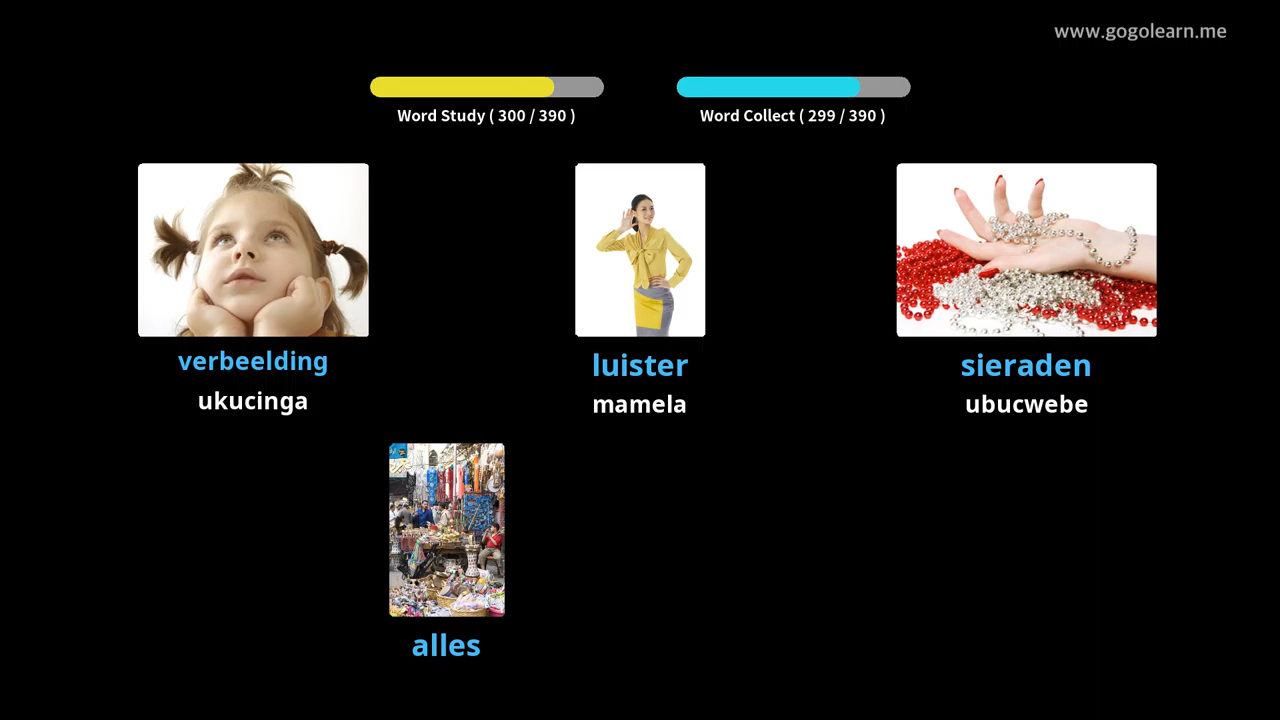 www.gogolearn.me
Word Study ( 300 / 390 )
Word Collect ( 299 / 390 )
verbeelding
luister
sieraden
ukucinga
mamela
ubucwebe
alles